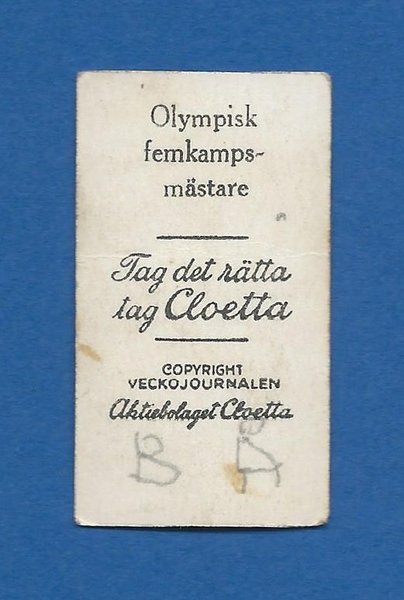 Olympisk
femkamps-
mästare
Tag det rätta
tag Cloetta
COPYRIGHT
VECKOJOURNALEN
Aktiebolaget Cloetta
B